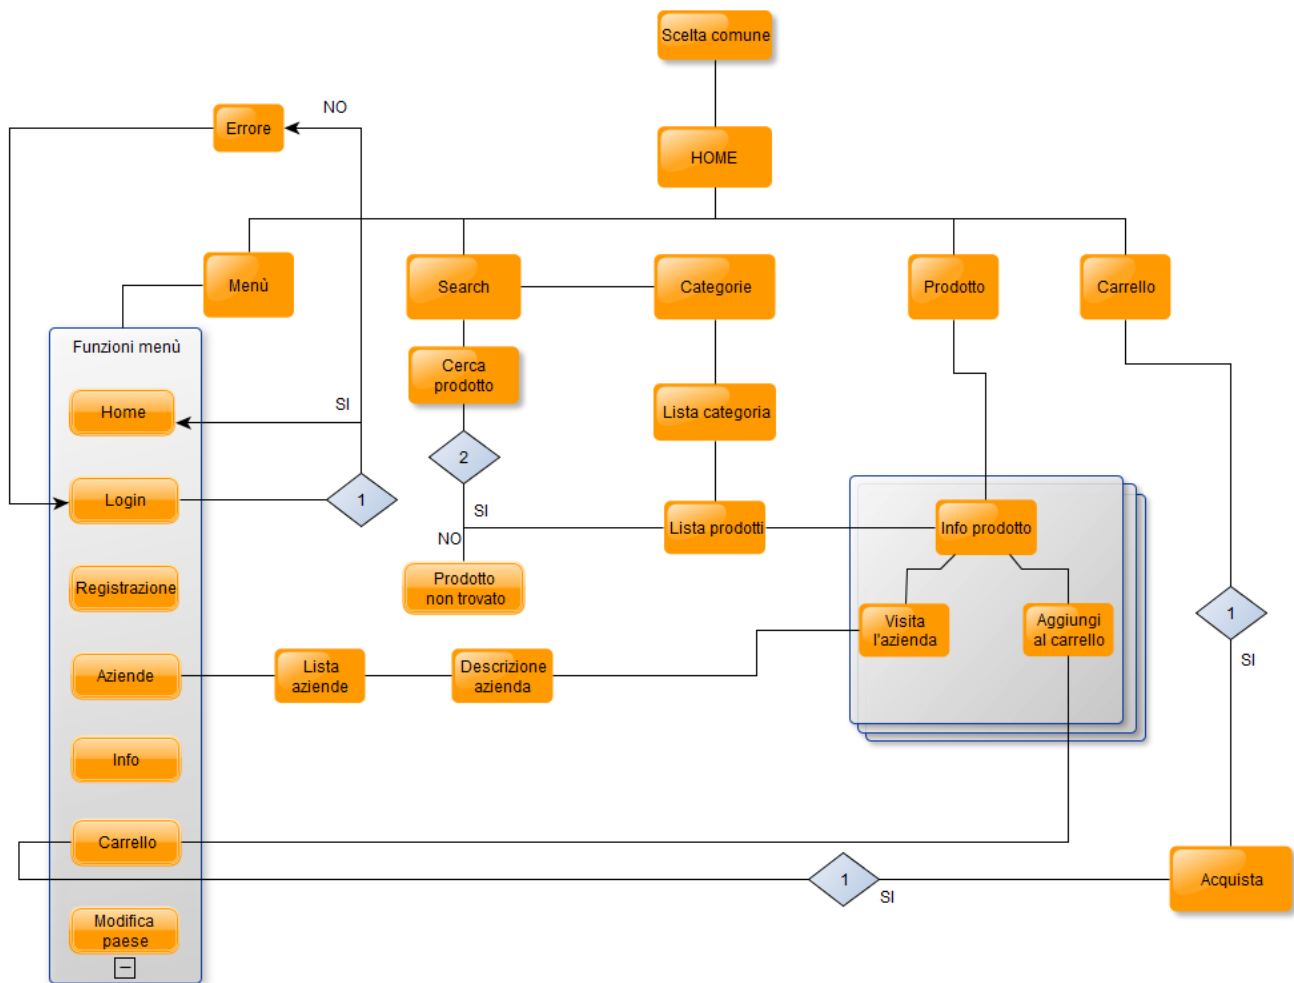 Scelta comune
NO
Errore
HOME
Menù
Search
Categorie
Prodotto
Carrello
Funzioni menù
Cerca
prodotto
Home
SI
Lista categoria
2
Login
1
SI
NO
Lista prodotti
Info prodotto
Registrazione
Prodotto
non trovato
Visita
l'azienda
Aggiungi
al carrello
1
SI
Aziende
Lista
aziende
Descrizione
azienda
Info
Carrello
1
SI
Acquista
Modifica
paese